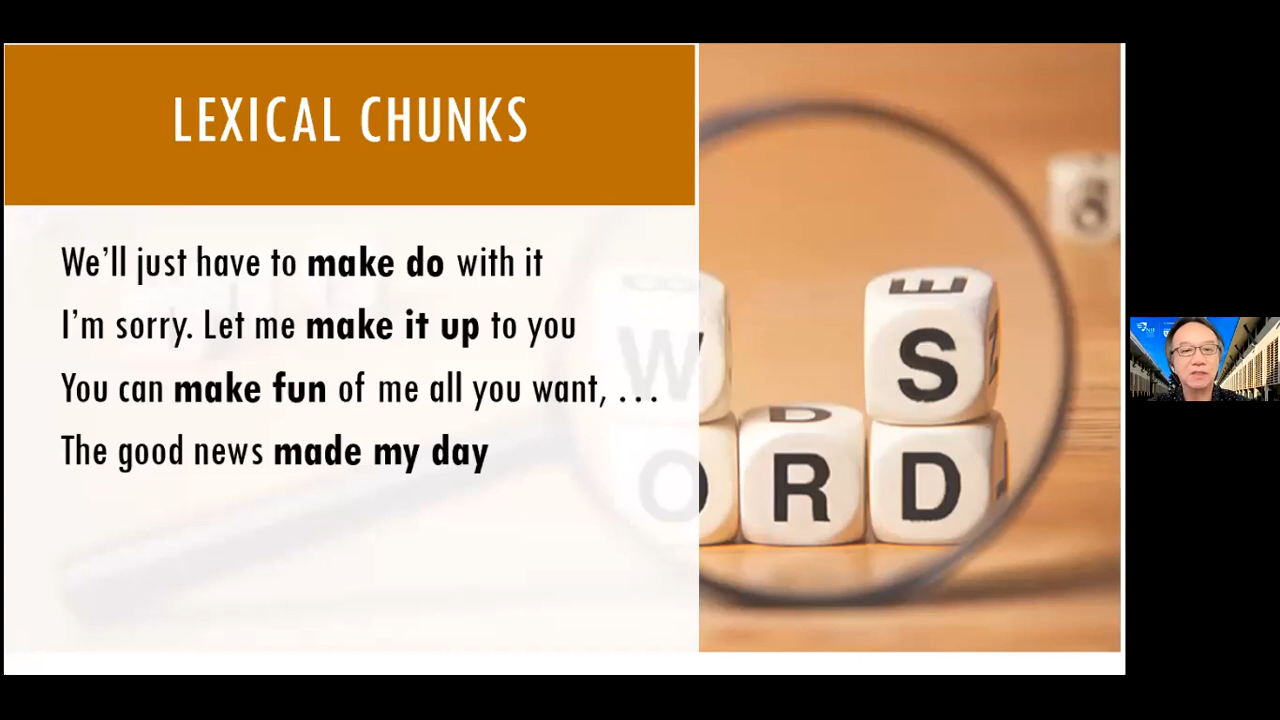 LEXICAL CHUNKS
We'll just have to make do with it
I'm sorry. Let me make it up to you
You can make fun of me all you want, ...
The good news made my day
W S
O R D